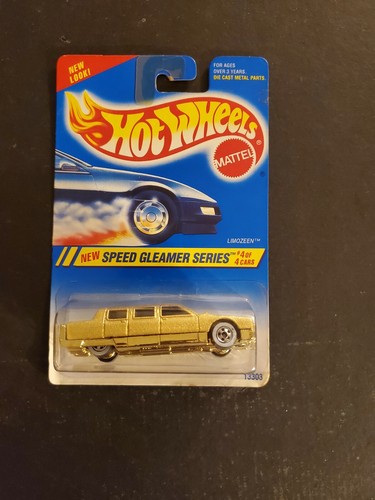 NEW
LOOK!
FOR AGES
OVER 3 YEARS.
DIE CAST METAL PARTS.
HOT WHEELS
MATTEL
LIMOZEEN™
NEW SPEED GLEAMER SERIES™ #4 OF
4 CARS
13303